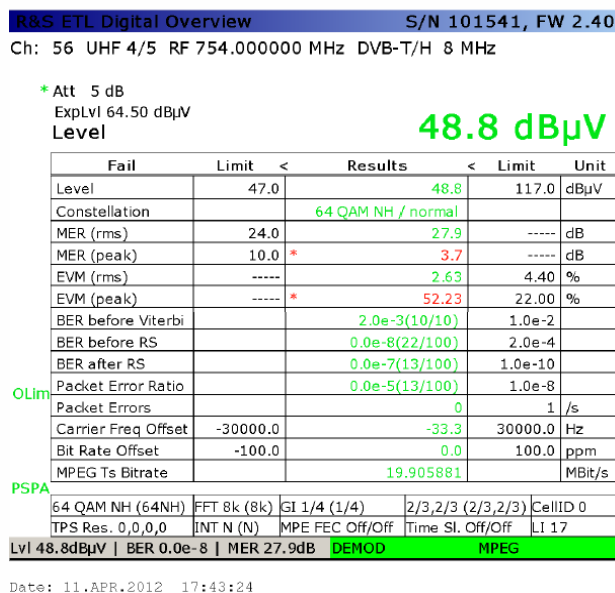 R&S ETL Digital Overview S/N 101541, FW 2.40
Ch: 56 UHF 4/5 RF 754.000000 MHz DVB-T/H 8 MHz
* Att 5 dB
ExpLvl 64.50 dBµV
Level 48.8 dBµV
Fail Limit < Results < Limit Unit
Level 47.0 48.8 117.0 dBµV
Constellation 64 QAM NH / normal
MER (rms) 24.0 27.9 ----- dB
MER (peak) 10.0 * 3.7 ----- dB
EVM (rms) ----- 2.63 4.40 %
EVM (peak) ----- * 52.23 22.00 %
BER before Viterbi 2.0e-3(10/10) 1.0e-2
BER before RS 0.0e-8(22/100) 2.0e-4
BER after RS 0.0e-7(13/100) 1.0e-10
Packet Error Ratio 0.0e-5(13/100) 1.0e-8
OLim
Packet Errors 0 1 /s
Carrier Freq Offset -30000.0 -33.3 30000.0 Hz
Bit Rate Offset -100.0 0.0 100.0 ppm
MPEG Ts Bitrate 19.905881 MBit/s
PSPA
64 QAM NH (64NH) FFT 8k (8k) GI 1/4 (1/4) 2/3,2/3 (2/3,2/3) CellID 0
TPS Res. 0,0,0,0 INT N (N) MPE FEC Off/Off Time Sl. Off/Off LI 17
Lvl 48.8dBµV | BER 0.0e-8 | MER 27.9dB DEMOD MPEG
Date: 11.APR.2012 17:43:24